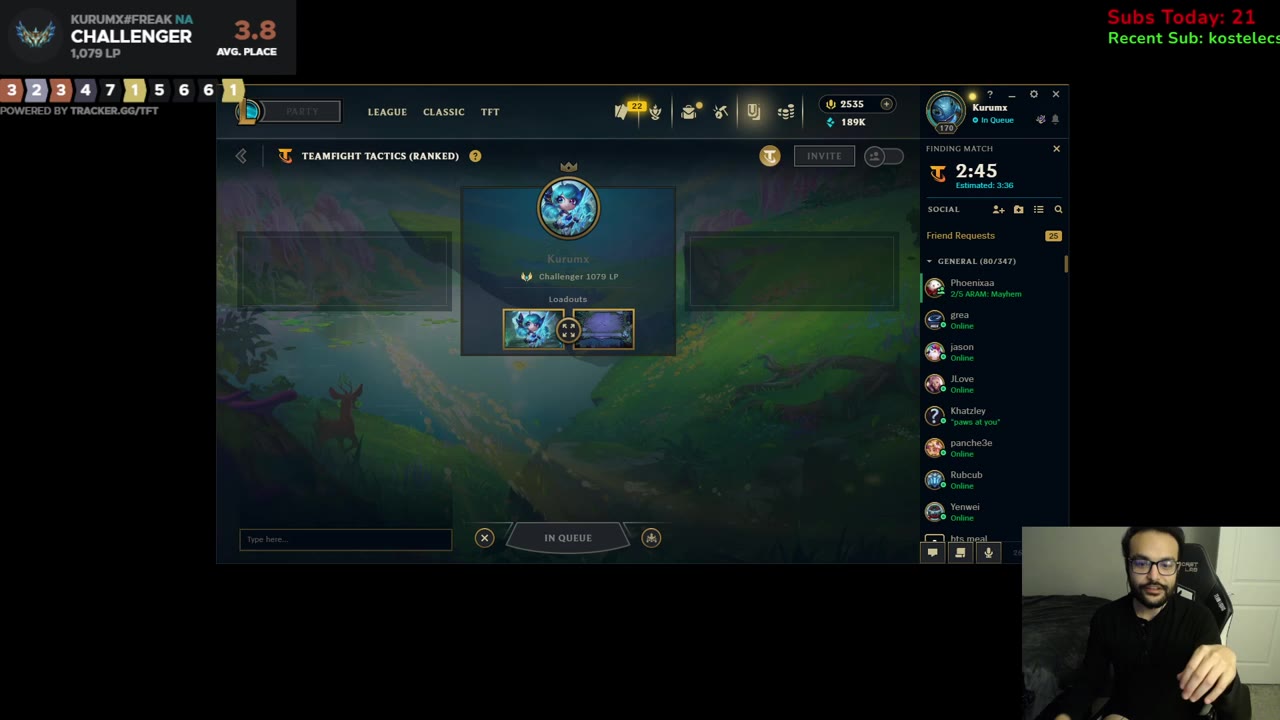 KURUMX#FREAK NA
CHALLENGER
1,079 LP
3.8
AVG. PLACE
3 2 3 4 7 1 5 6 6 1
POWERED BY TRACKER.GG/TFT
Subs Today: 21
Recent Sub: kostelecs
PARTY
LEAGUE CLASSIC TFT
22
2535
189K
170
Kurumx
In Queue
TEAMFIGHT TACTICS (RANKED)
INVITE
FINDING MATCH
2:45
Estimated: 3:36
SOCIAL
Friend Requests 25
GENERAL (80/347)
Phoenixaa
2/5 ARAM: Mayhem
grea
Online
jason
Online
JLove
Online
Khatzley
"paws at you"
panche3e
Online
Rubcub
Online
Yenwei
Online
hts meal
Kurumx
Challenger 1079 LP
Loadouts
Type here...
IN QUEUE